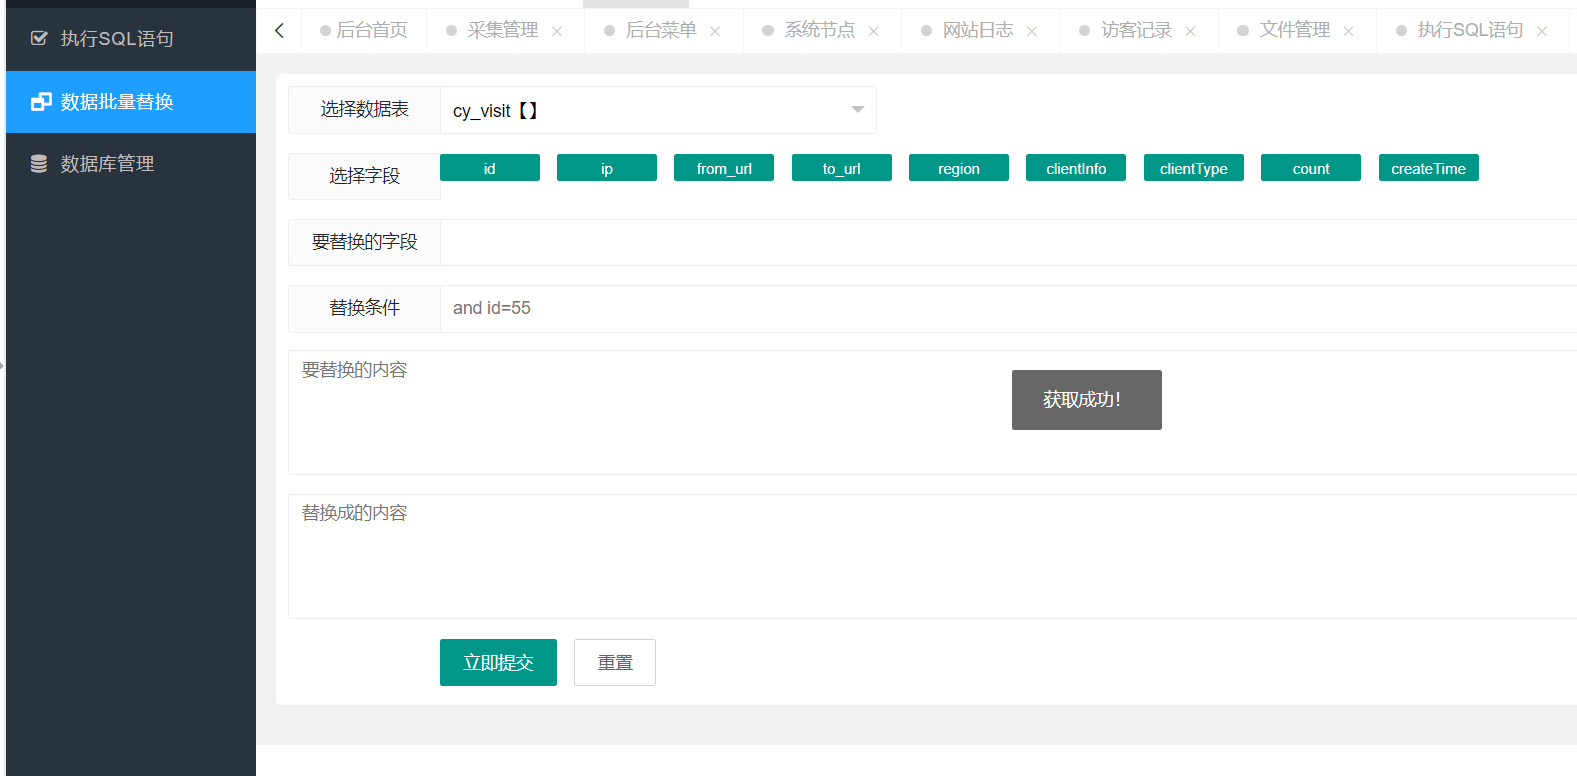 执行SQL语句
数据批量替换
数据库管理
后台首页 采集管理 后台菜单 系统节点 网站日志 访客记录 文件管理 执行SQL语句
选择数据表 cy_visit【】
选择字段 id ip from_url to_url region clientInfo clientType count createTime
要替换的字段
替换条件 and id=55
要替换的内容
获取成功!
替换成的内容
立即提交 重置